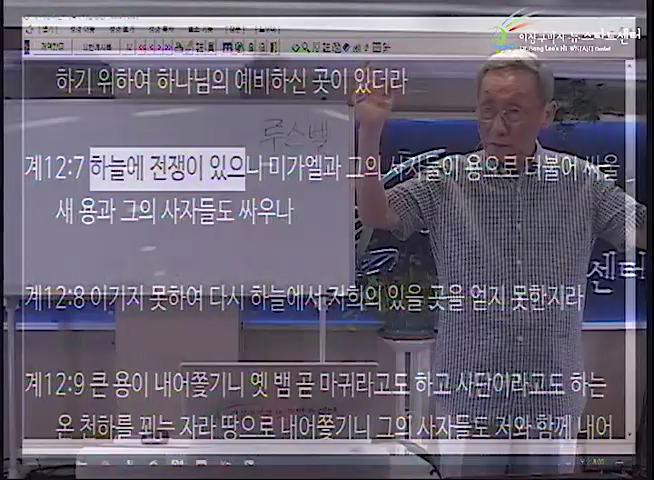 하기 위하여 하나님의 예비하신 곳이 있더라
루스벨
계12:7 하늘에 전쟁이 있으니 미가엘과 그의 사자들이 용으로 더불어 싸울
새 용과 그의 사자들도 싸우나
센터
계12:8 이기지 못하여 다시 하늘에서 저희의 있을 곳을 얻지 못한지라
계12:9 큰 용이 내어쫓기니 옛 뱀 곧 마귀라고도 하고 사단이라고도 하는
온 천하를 꾀는 자라 땅으로 내어쫓기니 그의 사자들도 저와 함께 내어